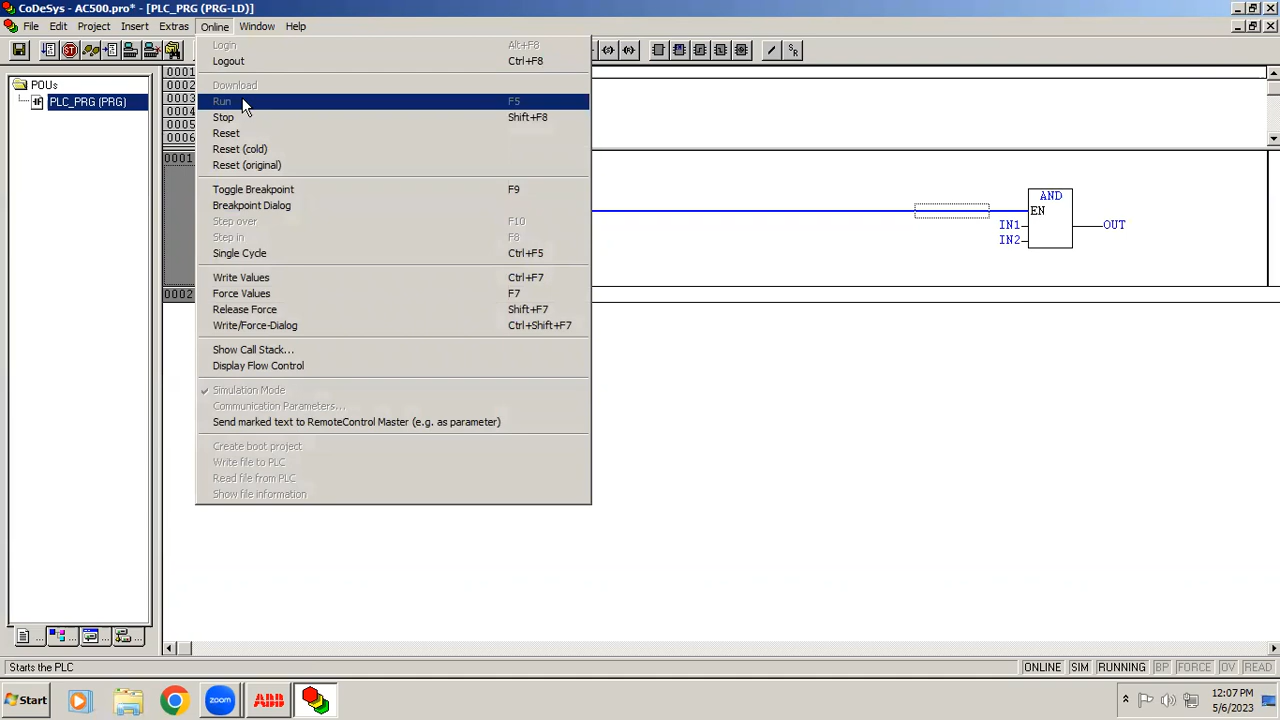 CoDeSys - AC500.pro* - [PLC_PRG (PRG-LD)]
File Edit Project Insert Extras Online Window Help
POUs
PLC_PRG (PRG)
0001
0002
0003
0004
0005
0006
0001
0002
Login Alt+F8
Logout Ctrl+F8
Download
Run F5
Stop Shift+F8
Reset
Reset (cold)
Reset (original)
Toggle Breakpoint F9
Breakpoint Dialog
Step over F10
Step in F8
Single Cycle Ctrl+F5
Write Values Ctrl+F7
Force Values F7
Release Force Shift+F7
Write/Force-Dialog Ctrl+Shift+F7
Show Call Stack...
Display Flow Control
Simulation Mode
Communication Parameters...
Send marked text to RemoteControl Master (e.g. as parameter)
Create boot project
Write file to PLC
Read file from PLC
Show file information
AND
EN
IN1
IN2
OUT
Starts the PLC
ONLINE SIM RUNNING BP FORCE OV READ
Start
zoom
ABB
12:07 PM
5/6/2023